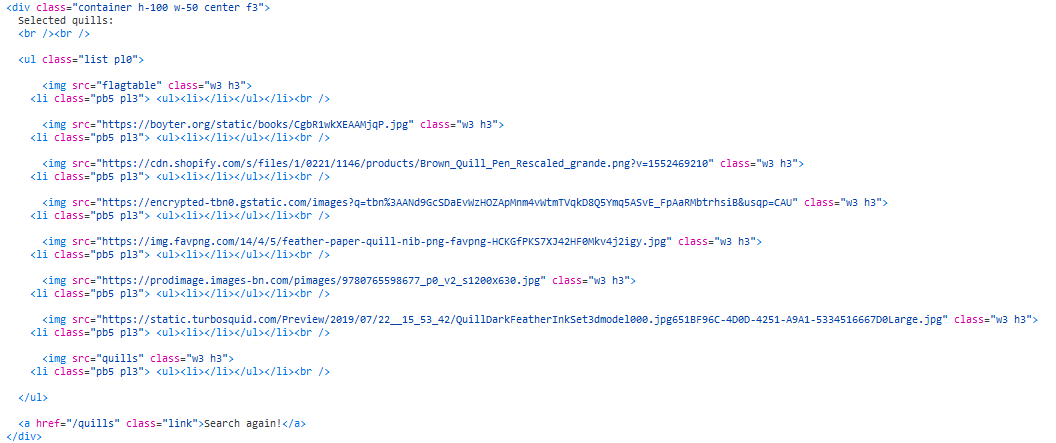 <div class="container h-100 w-50 center f3">
Selected quills:
<br /><br />
<ul class="list pl0">
<img src="flagtable" class="w3 h3">
<li class="pb5 pl3"> <ul><li></li></ul></li><br />
<img src="https://boyter.org/static/books/CgbR1wkXEAAMjqP.jpg" class="w3 h3">
<li class="pb5 pl3"> <ul><li></li></ul></li><br />
<img src="https://cdn.shopify.com/s/files/1/0221/1146/products/Brown_Quill_Pen_Rescaled_grande.png?v=1552469210" class="w3 h3">
<li class="pb5 pl3"> <ul><li></li></ul></li><br />
<img src="https://encrypted-tbn0.gstatic.com/images?q=tbn%3AANd9GcSDaEvWzHOZApMnm4vWtmTVqkD8Q5Ymq5ASvE_FpAaRMbtrhsiB&usqp=CAU" class="w3 h3">
<li class="pb5 pl3"> <ul><li></li></ul></li><br />
<img src="https://img.favpng.com/14/4/5/feather-paper-quill-nib-png-favpng-HCKGfPKS7XJ42HF0Mkv4j2igy.jpg" class="w3 h3">
<li class="pb5 pl3"> <ul><li></li></ul></li><br />
<img src="https://prodimage.images-bn.com/pimages/9780765598677_p0_v2_s1200x630.jpg" class="w3 h3">
<li class="pb5 pl3"> <ul><li></li></ul></li><br />
<img src="https://static.turbosquid.com/Preview/2019/07/22__15_53_42/QuillDarkFeatherInkSet3dmodel000.jpg651BF96C-4D0D-4251-A9A1-5334516667D0Large.jpg" class="w3 h3">
<li class="pb5 pl3"> <ul><li></li></ul></li><br />
<img src="quills" class="w3 h3">
<li class="pb5 pl3"> <ul><li></li></ul></li><br />
</ul>
<a href="/quills" class="link">Search again!</a>
</div>